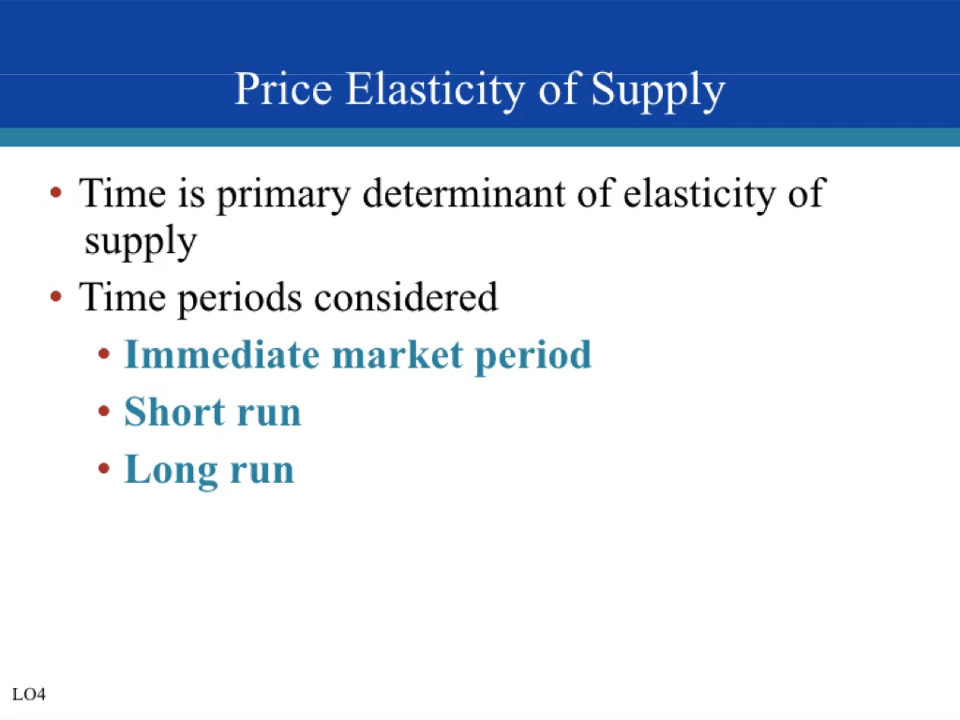 Price Elasticity of Supply
• Time is primary determinant of elasticity of
supply
• Time periods considered
• Immediate market period
• Short run
• Long run
LO4